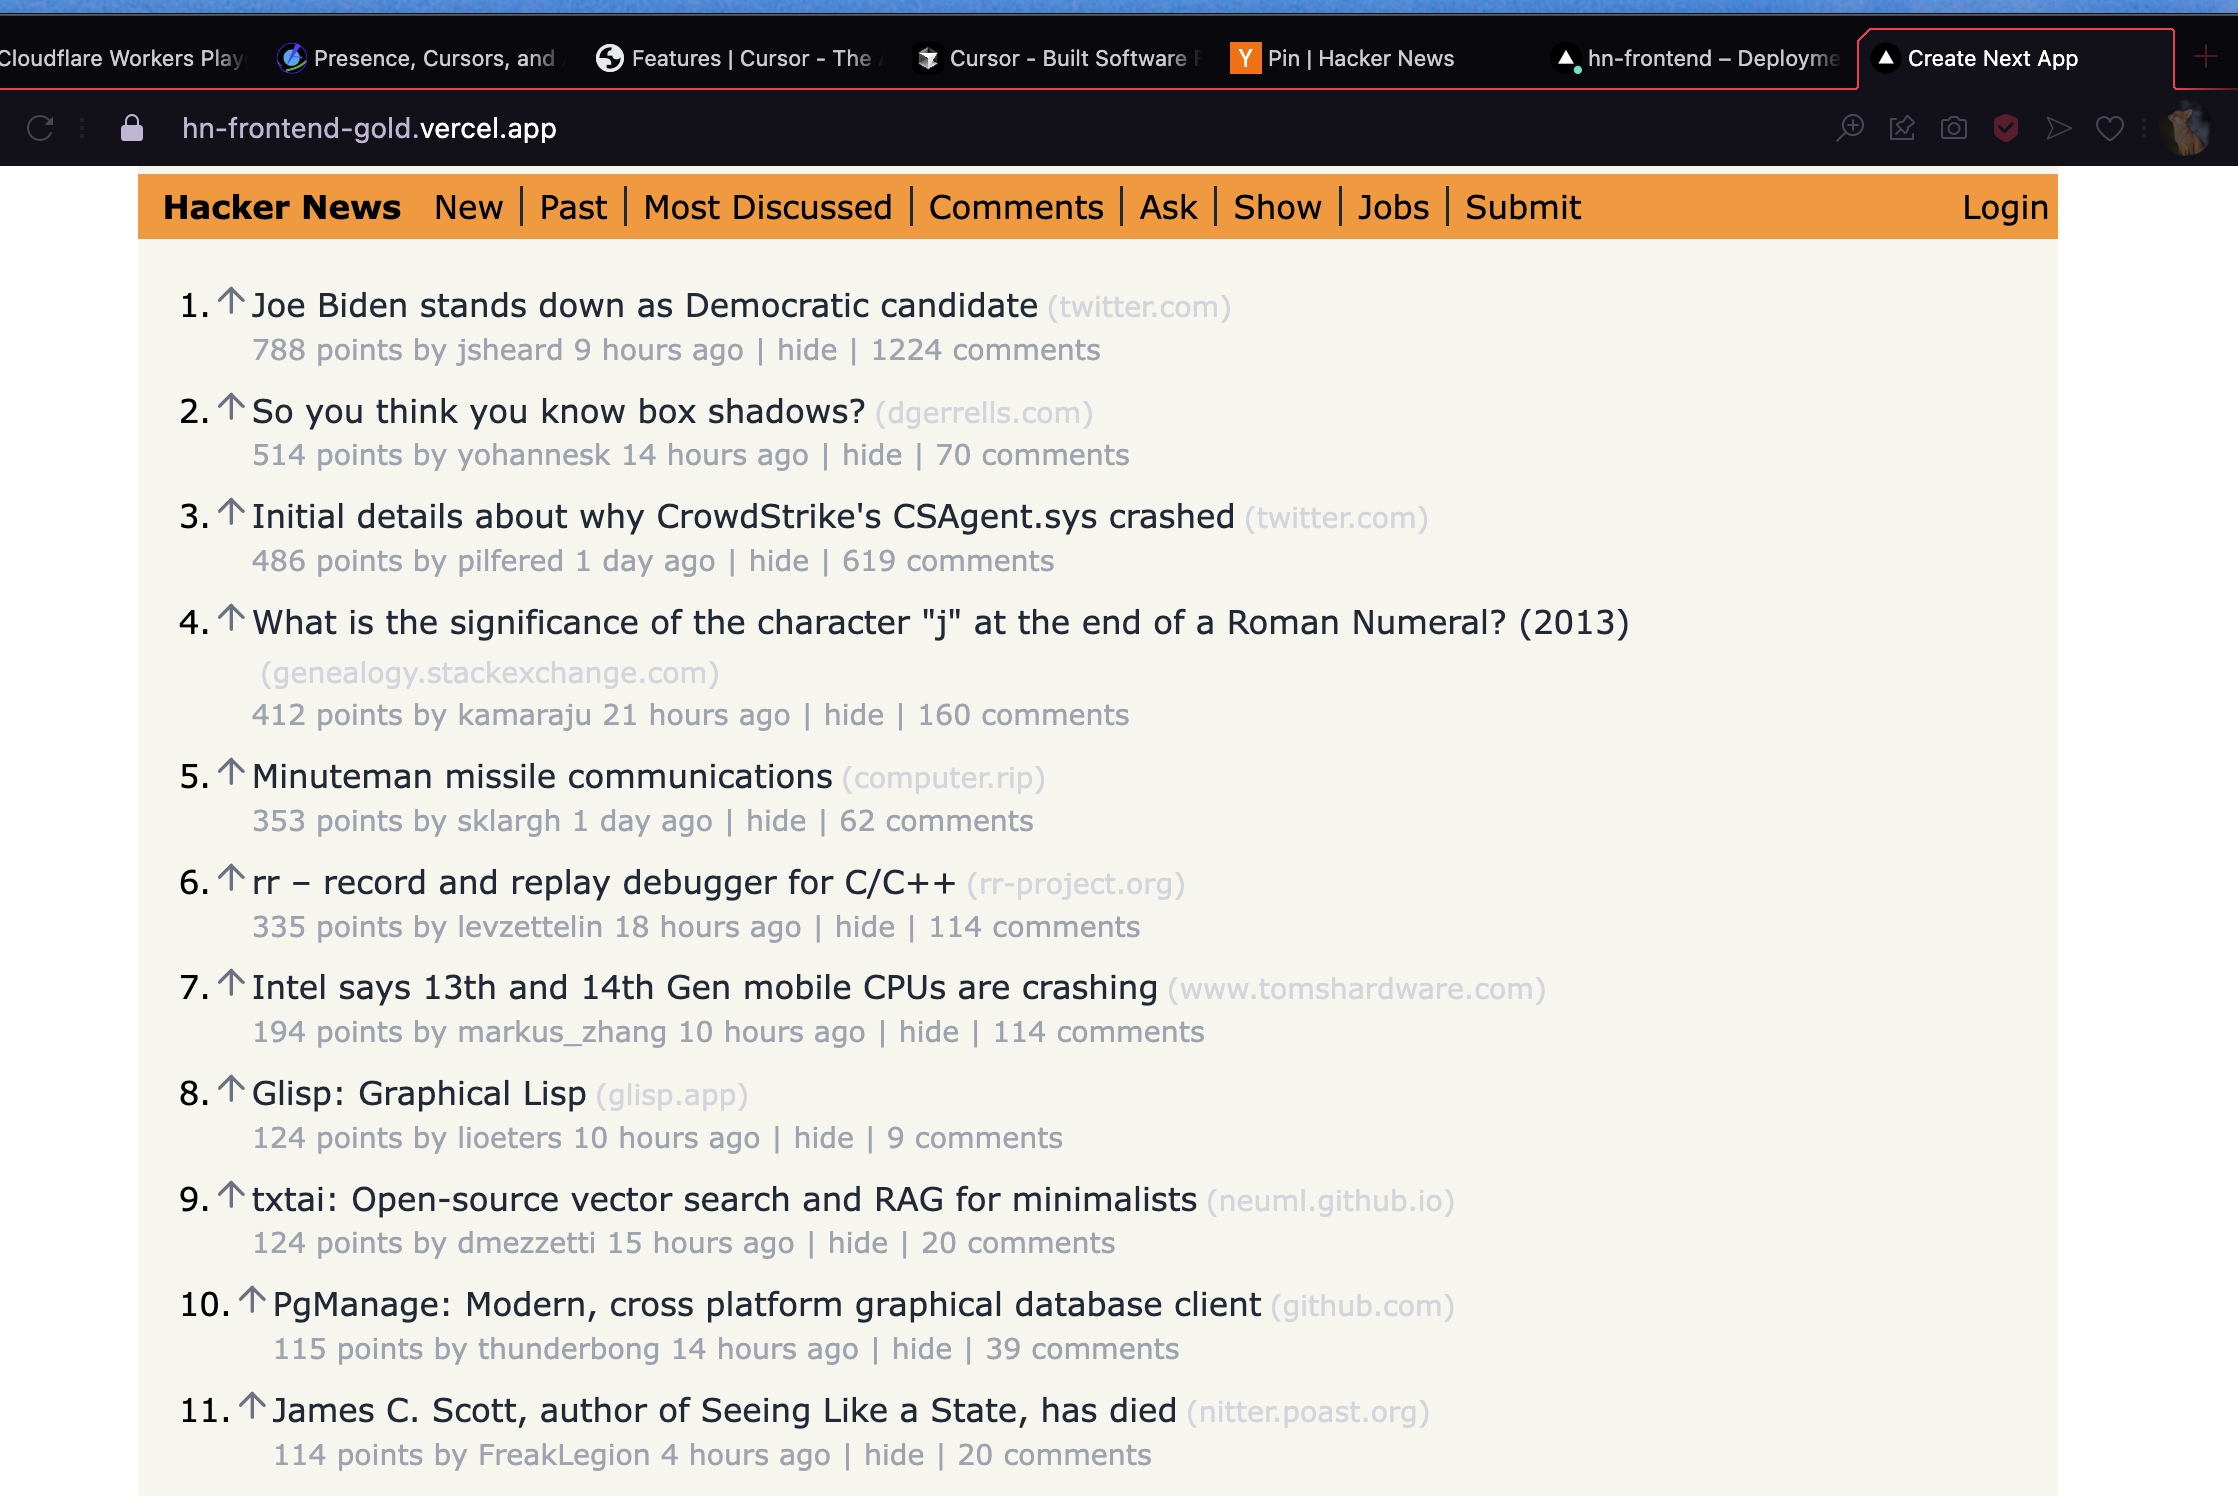 Cloudflare Workers Play
Presence, Cursors, and
Features | Cursor - The
Cursor - Built Software
Y Pin | Hacker News
hn-frontend – Deployme
Create Next App
hn-frontend-gold.vercel.app
Hacker News New | Past | Most Discussed | Comments | Ask | Show | Jobs | Submit Login
1. Joe Biden stands down as Democratic candidate (twitter.com)
788 points by jsheard 9 hours ago | hide | 1224 comments
2. So you think you know box shadows? (dgerrells.com)
514 points by yohannesk 14 hours ago | hide | 70 comments
3. Initial details about why CrowdStrike's CSAgent.sys crashed (twitter.com)
486 points by pilfered 1 day ago | hide | 619 comments
4. What is the significance of the character "j" at the end of a Roman Numeral? (2013)
(genealogy.stackexchange.com)
412 points by kamaraju 21 hours ago | hide | 160 comments
5. Minuteman missile communications (computer.rip)
353 points by sklargh 1 day ago | hide | 62 comments
6. rr – record and replay debugger for C/C++ (rr-project.org)
335 points by levzettelin 18 hours ago | hide | 114 comments
7. Intel says 13th and 14th Gen mobile CPUs are crashing (www.tomshardware.com)
194 points by markus_zhang 10 hours ago | hide | 114 comments
8. Glisp: Graphical Lisp (glisp.app)
124 points by lioeters 10 hours ago | hide | 9 comments
9. txtai: Open-source vector search and RAG for minimalists (neuml.github.io)
124 points by dmezzetti 15 hours ago | hide | 20 comments
10. PgManage: Modern, cross platform graphical database client (github.com)
115 points by thunderbong 14 hours ago | hide | 39 comments
11. James C. Scott, author of Seeing Like a State, has died (nitter.poast.org)
114 points by FreakLegion 4 hours ago | hide | 20 comments